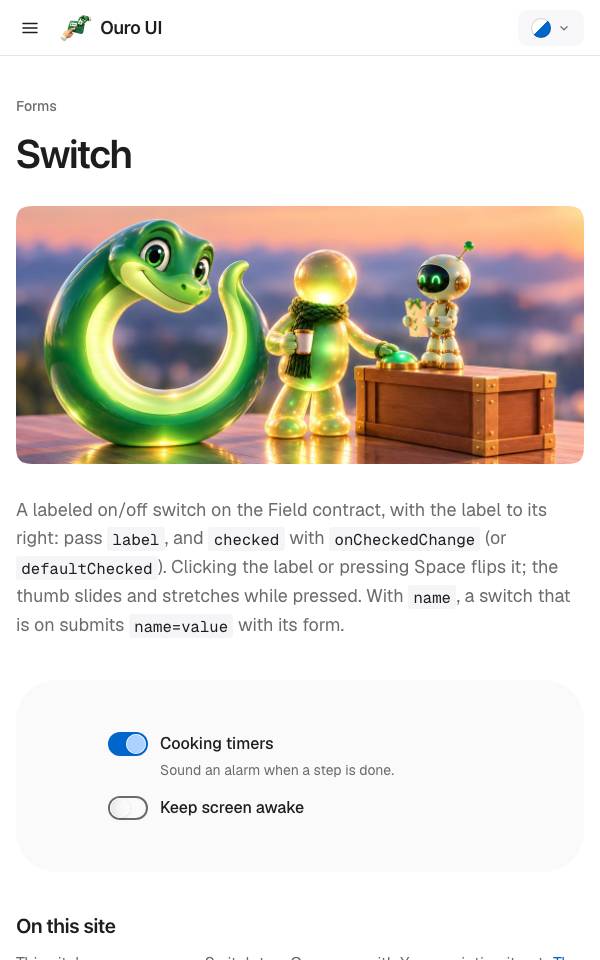 Ouro UI
Forms
Switch
A labeled on/off switch on the Field contract, with the label to its
right: pass label, and checked with onCheckedChange (or
defaultChecked). Clicking the label or pressing Space flips it; the
thumb slides and stretches while pressed. With name, a switch that
is on submits name=value with its form.
Cooking timers
Sound an alarm when a step is done.
Keep screen awake
On this site